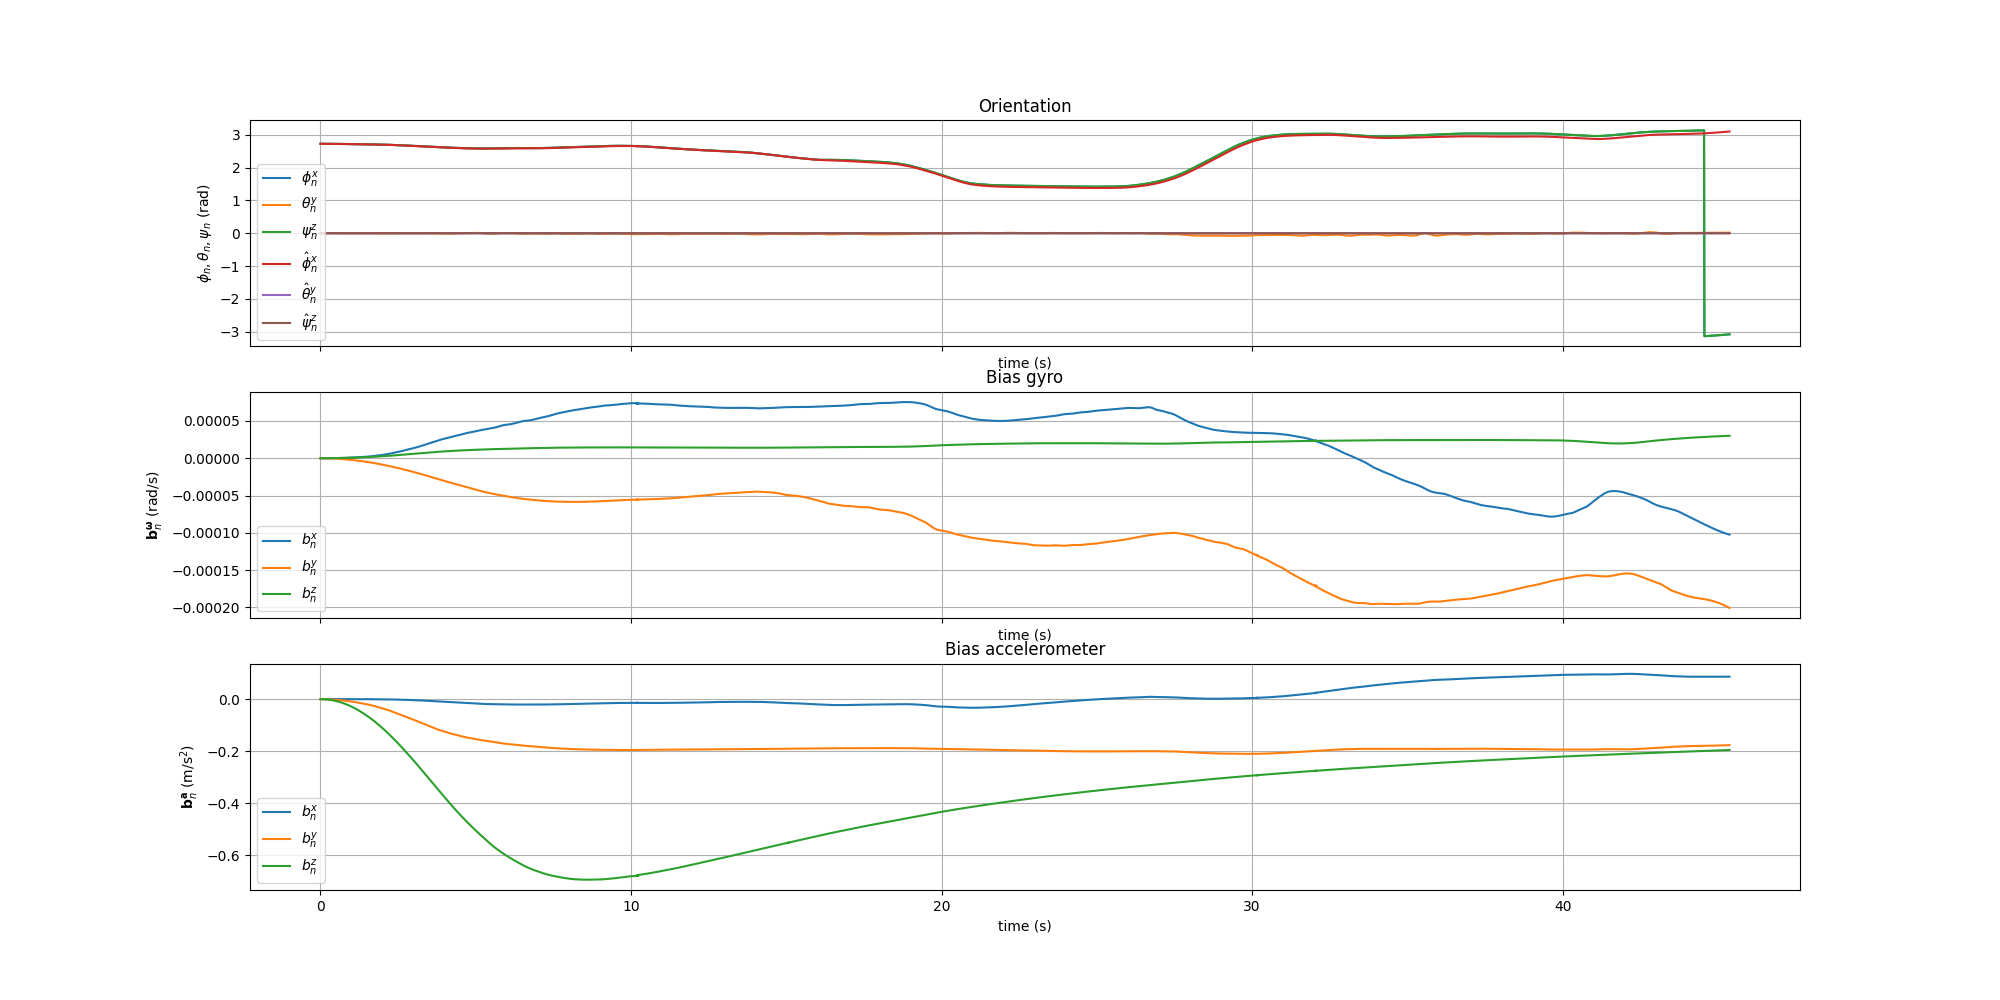 Orientation
3
2
1
0
−1
−2
−3
ϕₙ, θₙ, ψₙ (rad)
ϕₙˣ
θₙʸ
ψₙᶻ
ϕ̂ₙˣ
θ̂ₙʸ
ψ̂ₙᶻ
time (s)
Bias gyro
0.00005
0.00000
−0.00005
−0.00010
−0.00015
−0.00020
bₙ^ω (rad/s)
bₙˣ
bₙʸ
bₙᶻ
time (s)
Bias accelerometer
0.0
−0.2
−0.4
−0.6
bₙᵃ (m/s²)
bₙˣ
bₙʸ
bₙᶻ
0 10 20 30 40
time (s)